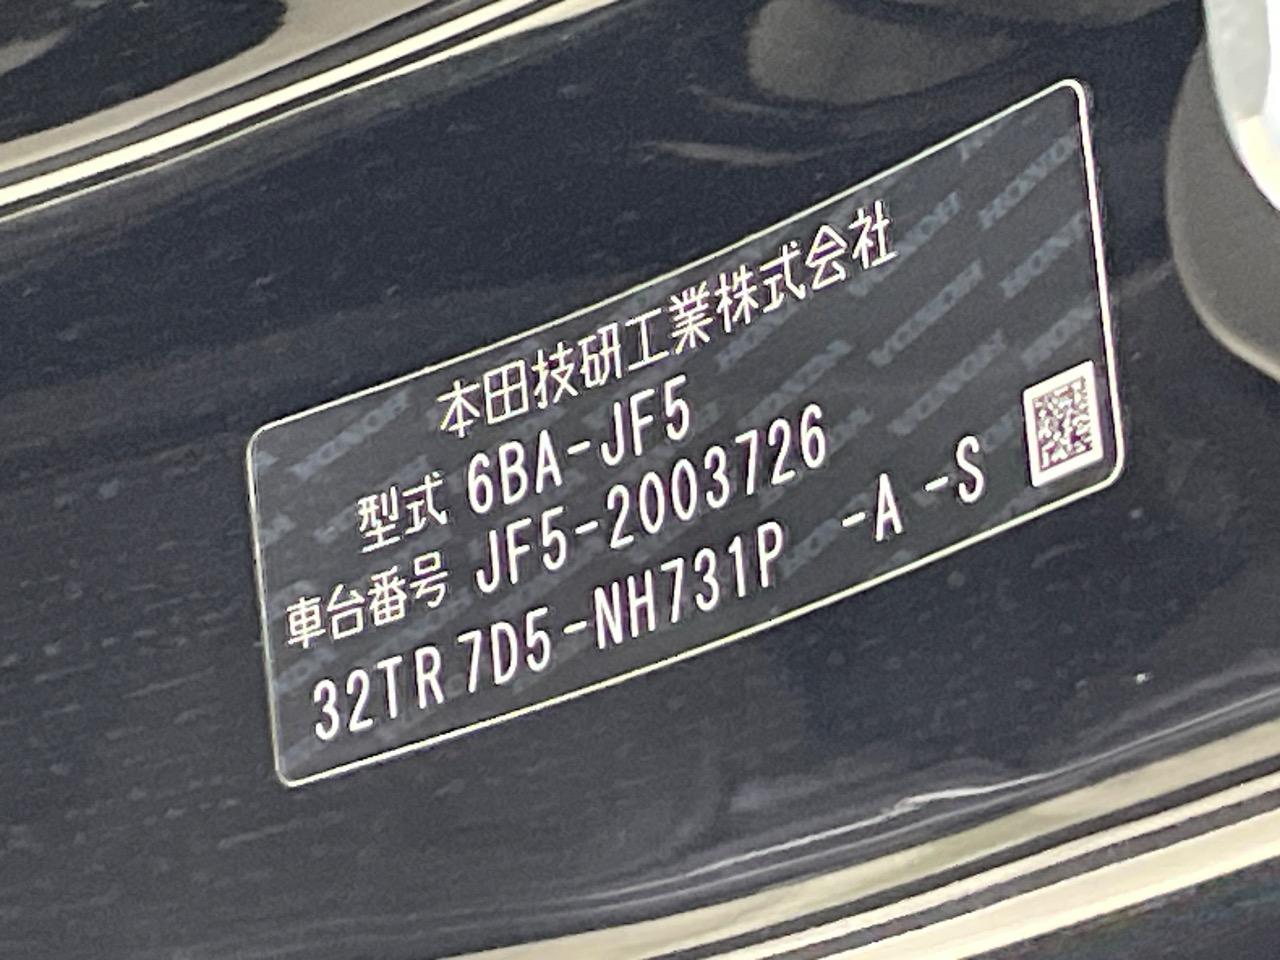 本田技研工業株式会社
型式 6BA-JF5
車台番号 JF5-2003726
32TR 7D5-NH731P -A -S